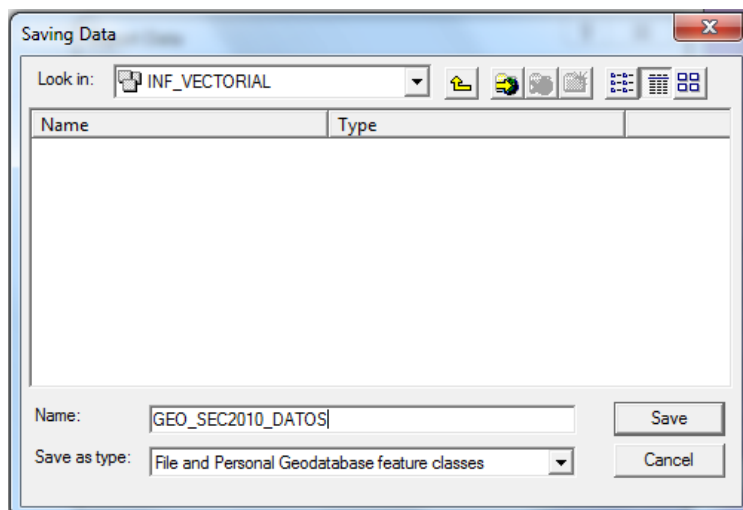 Saving Data
Look in: INF_VECTORIAL
Name Type
Name: GEO_SEC2010_DATOS Save
Save as type: File and Personal Geodatabase feature classes Cancel